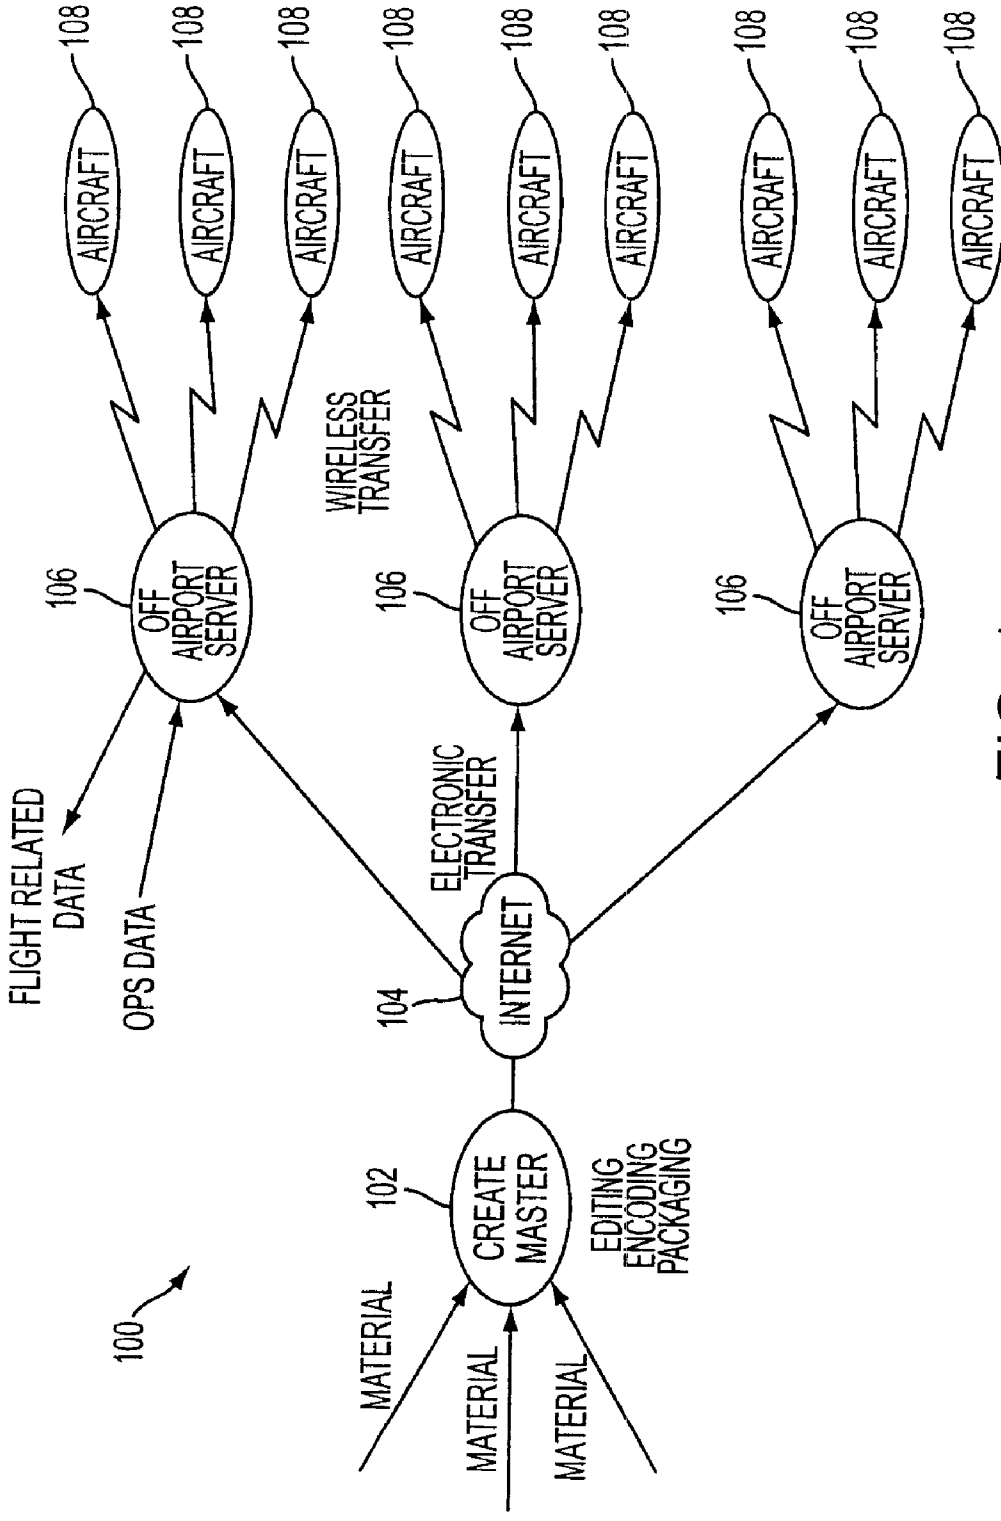 100
MATERIAL
MATERIAL
MATERIAL
102
CREATE
MASTER
EDITING
ENCODING
PACKAGING
104
INTERNET
ELECTRONIC
TRANSFER
FLIGHT RELATED
DATA
OPS DATA
106
OFF
AIRPORT
SERVER
106
OFF
AIRPORT
SERVER
106
OFF
AIRPORT
SERVER
WIRELESS
TRANSFER
AIRCRAFT
108
AIRCRAFT
108
AIRCRAFT
108
AIRCRAFT
108
AIRCRAFT
108
AIRCRAFT
108
AIRCRAFT
108
AIRCRAFT
108
AIRCRAFT
108